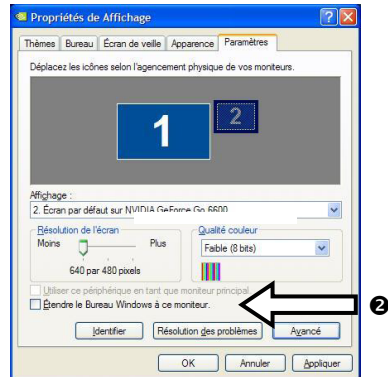 Propriétés de Affichage
Thèmes Bureau Écran de veille Apparence Paramètres
Déplacez les icônes selon l'agencement physique de vos moniteurs.
1 2
Affichage :
2. Écran par défaut sur NVIDIA GeForce Go 6600
Résolution de l'écran Qualité couleur
Moins Plus Faible (8 bits)
640 par 480 pixels
Utiliser ce périphérique en tant que moniteur principal.
Étendre le Bureau Windows à ce moniteur.
❷
Identifier Résolution des problèmes Avancé
OK Annuler Appliquer